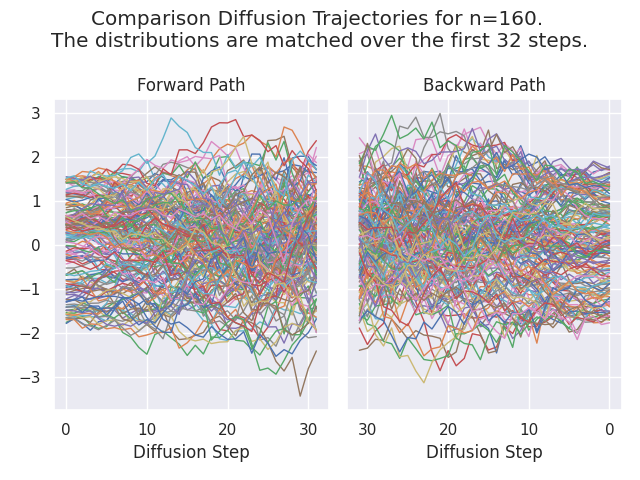 Comparison Diffusion Trajectories for n=160.
The distributions are matched over the first 32 steps.
Forward Path
Backward Path
3
2
1
0
−1
−2
−3
0 10 20 30
30 20 10 0
Diffusion Step
Diffusion Step